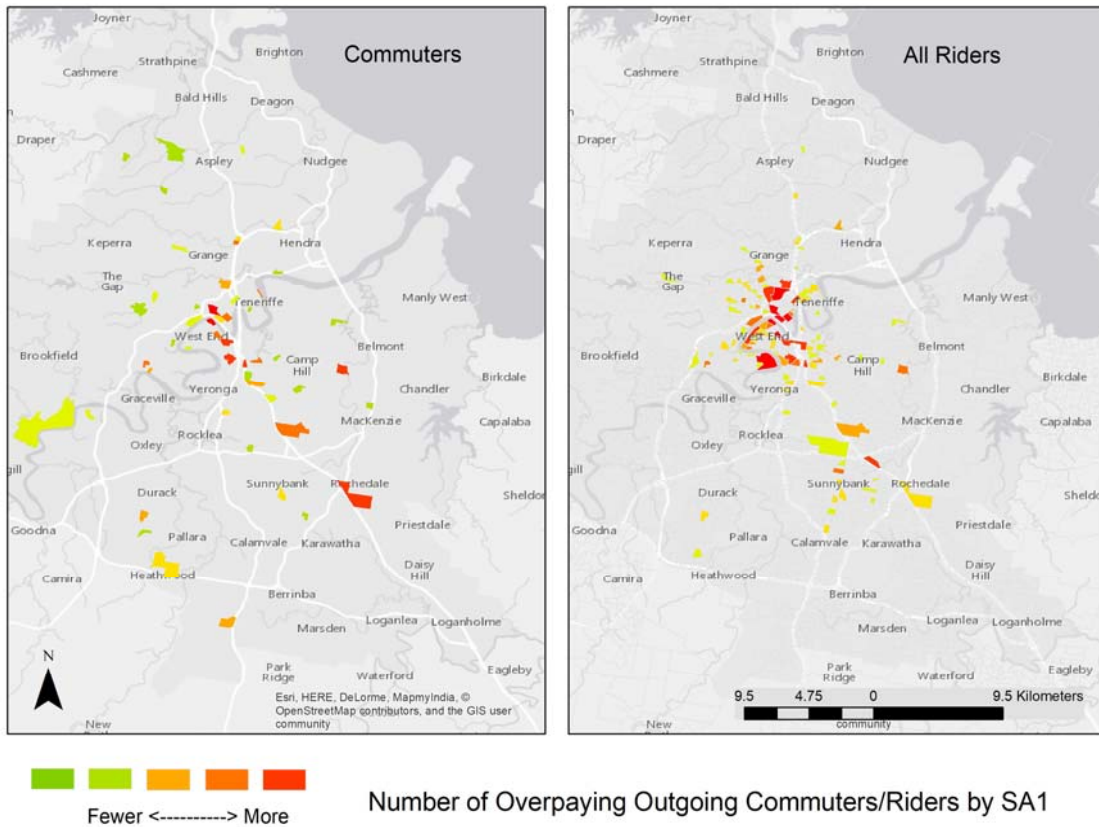 Joyner
Commuters
Brighton
Strathpine
Cashmere
Bald Hills
Deagon
Draper
Aspley
Nudgee
Keperra
Grange
Hendra
The
Gap
Teneriffe
Manly West
West End
Brookfield
Camp
Hill
Belmont
Birkdale
Yeronga
Chandler
Graceville
MacKenzie
Capalaba
Rocklea
Oxley
gill
Sunnybank
Rochedale
Durack
Sheldon
Priestdale
Goodna
Pallara
Calamvale
Karawatha
Daisy
Hill
Camira
Heathwood
Berrinba
Loganlea
Loganholme
Marsden
N
Park
Ridge
Waterford
Eagleby
Esri, HERE, DeLorme, MapmyIndia, ©
OpenStreetMap contributors, and the GIS user
community
New
Joyner
All Riders
Brighton
Strathpine
Cashmere
Bald Hills
Deagon
Draper
Aspley
Nudgee
Keperra
Grange
Hendra
The
Gap
Teneriffe
Manly West
West End
Brookfield
Camp
Hill
Belmont
Birkdale
Yeronga
Chandler
Graceville
MacKenzie
Capalaba
Rocklea
Oxley
gill
Sunnybank
Rochedale
Durack
Sheldo
Priestdale
Goodna
Pallara
Calamvale
Karawatha
Daisy
Hill
Camira
Heathwood
Berrinba
Loganlea
Loganholme
Marsden
Park
Ridge
Waterford
Eagleby
9.5 4.75 0 9.5 Kilometers
New
community
Fewer <----------> More
Number of Overpaying Outgoing Commuters/Riders by SA1